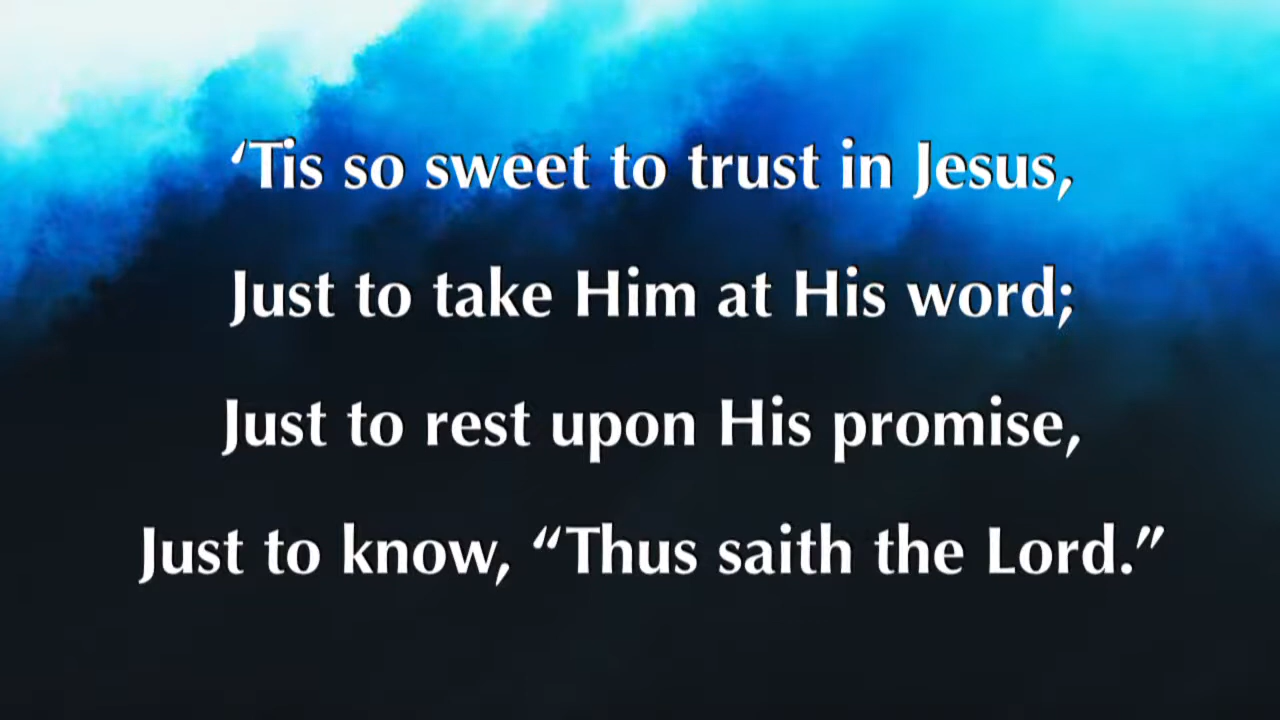 ‘Tis so sweet to trust in Jesus,
Just to take Him at His word;
Just to rest upon His promise,
Just to know, “Thus saith the Lord.”